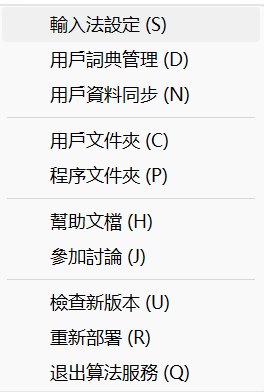 輸入法設定 (S)
用戶詞典管理 (D)
用戶資料同步 (N)
用戶文件夾 (C)
程序文件夾 (P)
幫助文檔 (H)
參加討論 (J)
檢查新版本 (U)
重新部署 (R)
退出算法服務 (Q)